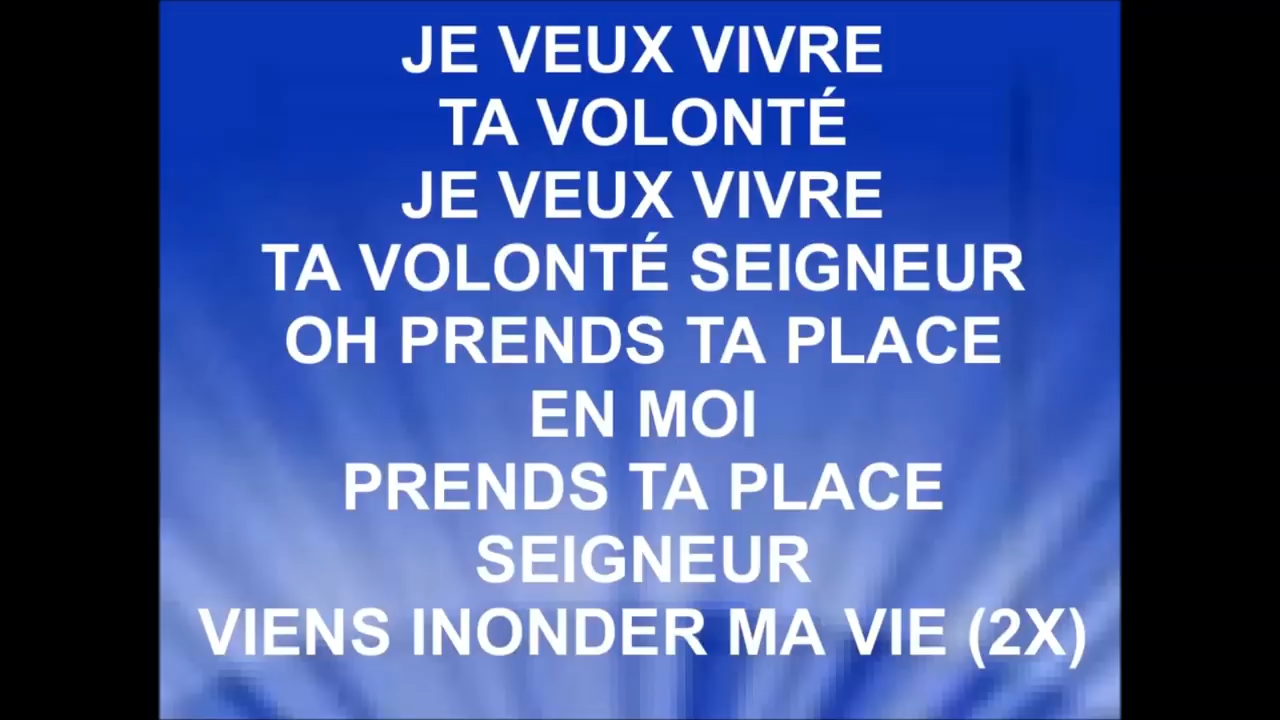 JE VEUX VIVRE
TA VOLONTÉ
JE VEUX VIVRE
TA VOLONTÉ SEIGNEUR
OH PRENDS TA PLACE
EN MOI
PRENDS TA PLACE
SEIGNEUR
VIENS INONDER MA VIE (2X)